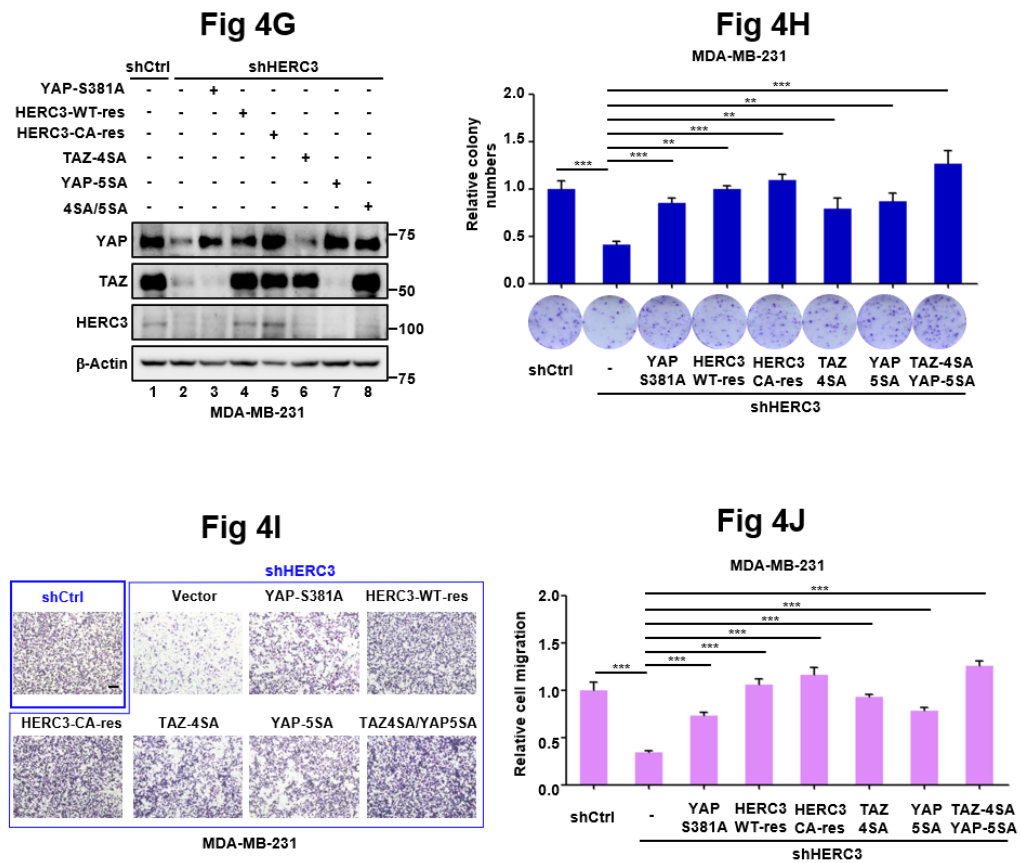 Fig 4G
shCtrl shHERC3
YAP-S381A - - + - - - - -
HERC3-WT-res - - - + - - - -
HERC3-CA-res - - - - + - - -
TAZ-4SA - - - - - + - -
YAP-5SA - - - - - - + -
4SA/5SA - - - - - - - +
YAP 75
TAZ 50
HERC3 100
β-Actin 75
1 2 3 4 5 6 7 8
MDA-MB-231
Fig 4H
MDA-MB-231
***
**
**
***
**
*** ***
Relative colony
numbers
2.0
1.5
1.0
0.5
0.0
shCtrl - YAP HERC3 HERC3 TAZ YAP TAZ-4SA
S381A WT-res CA-res 4SA 5SA YAP-5SA
shHERC3
Fig 4I
shHERC3
shCtrl Vector YAP-S381A HERC3-WT-res
HERC3-CA-res TAZ-4SA YAP-5SA TAZ4SA/YAP5SA
MDA-MB-231
Fig 4J
MDA-MB-231
***
***
***
***
***
*** ***
Relative cell migration
2.0
1.5
1.0
0.5
0.0
shCtrl - YAP HERC3 HERC3 TAZ YAP TAZ-4SA
S381A WT-res CA-res 4SA 5SA YAP-5SA
shHERC3